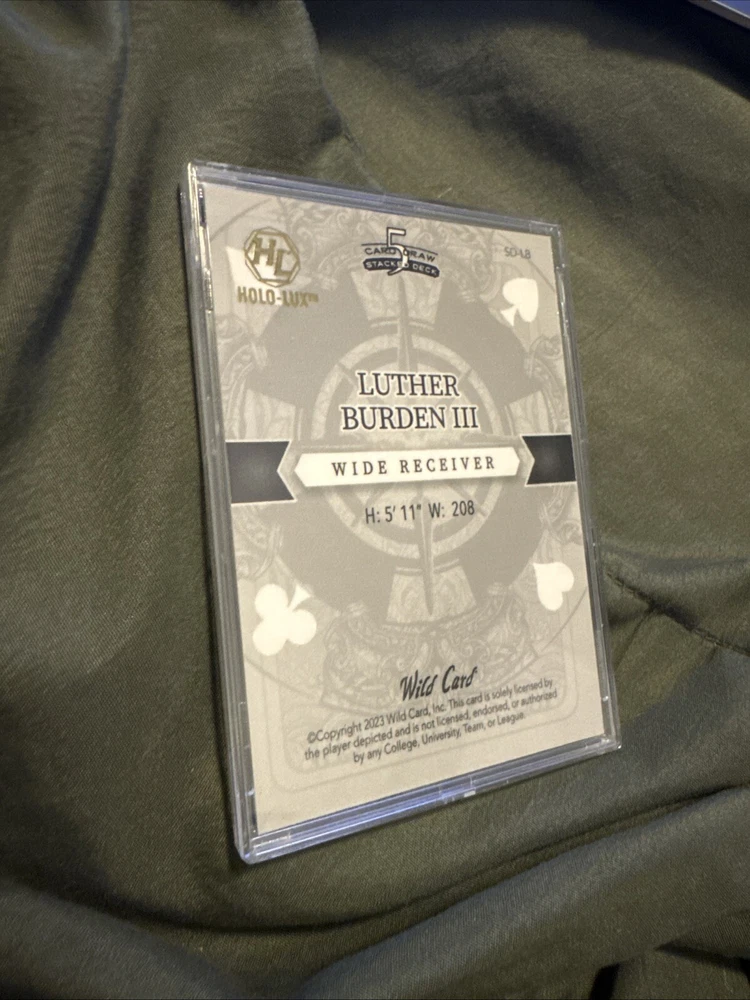 HC
HOLO-LUX™
5
CARD DRAW
STACKED DECK
SD-LB
LUTHER
BURDEN III
WIDE RECEIVER
H: 5' 11" W: 208
Wild Card
©Copyright 2023 Wild Card, Inc. This card is solely licensed by
the player depicted and is not licensed, endorsed, or authorized
by any College, University, Team, or League.